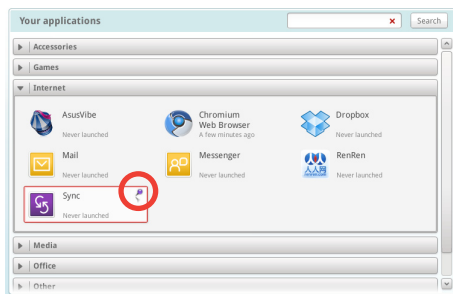 Your applications
Search
Accessories
Games
Internet
AsusVibe
Never launched
Chromium
Web Browser
A few minutes ago
Dropbox
Never launched
Mail
Never launched
Messenger
Never launched
RenRen
人人网
Never launched
Sync
Never launched
Media
Office
Other